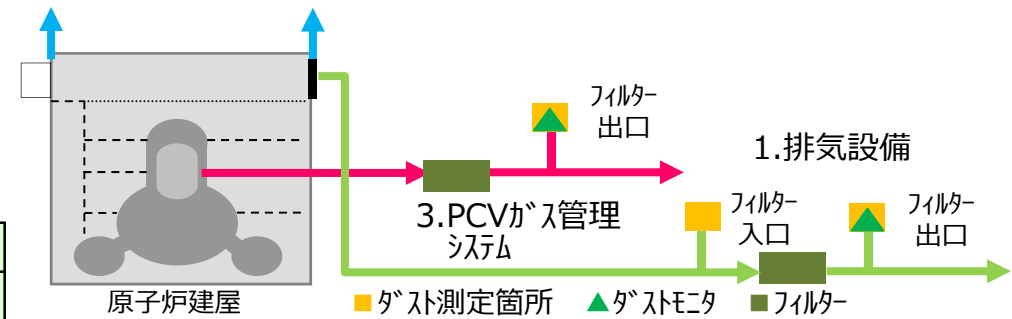 フィルター
出口
1.排気設備
3.PCVガス管理
システム
フィルター
入口
フィルター
出口
原子炉建屋
■ダスト測定箇所 ▲ダストモニタ ■フィルター